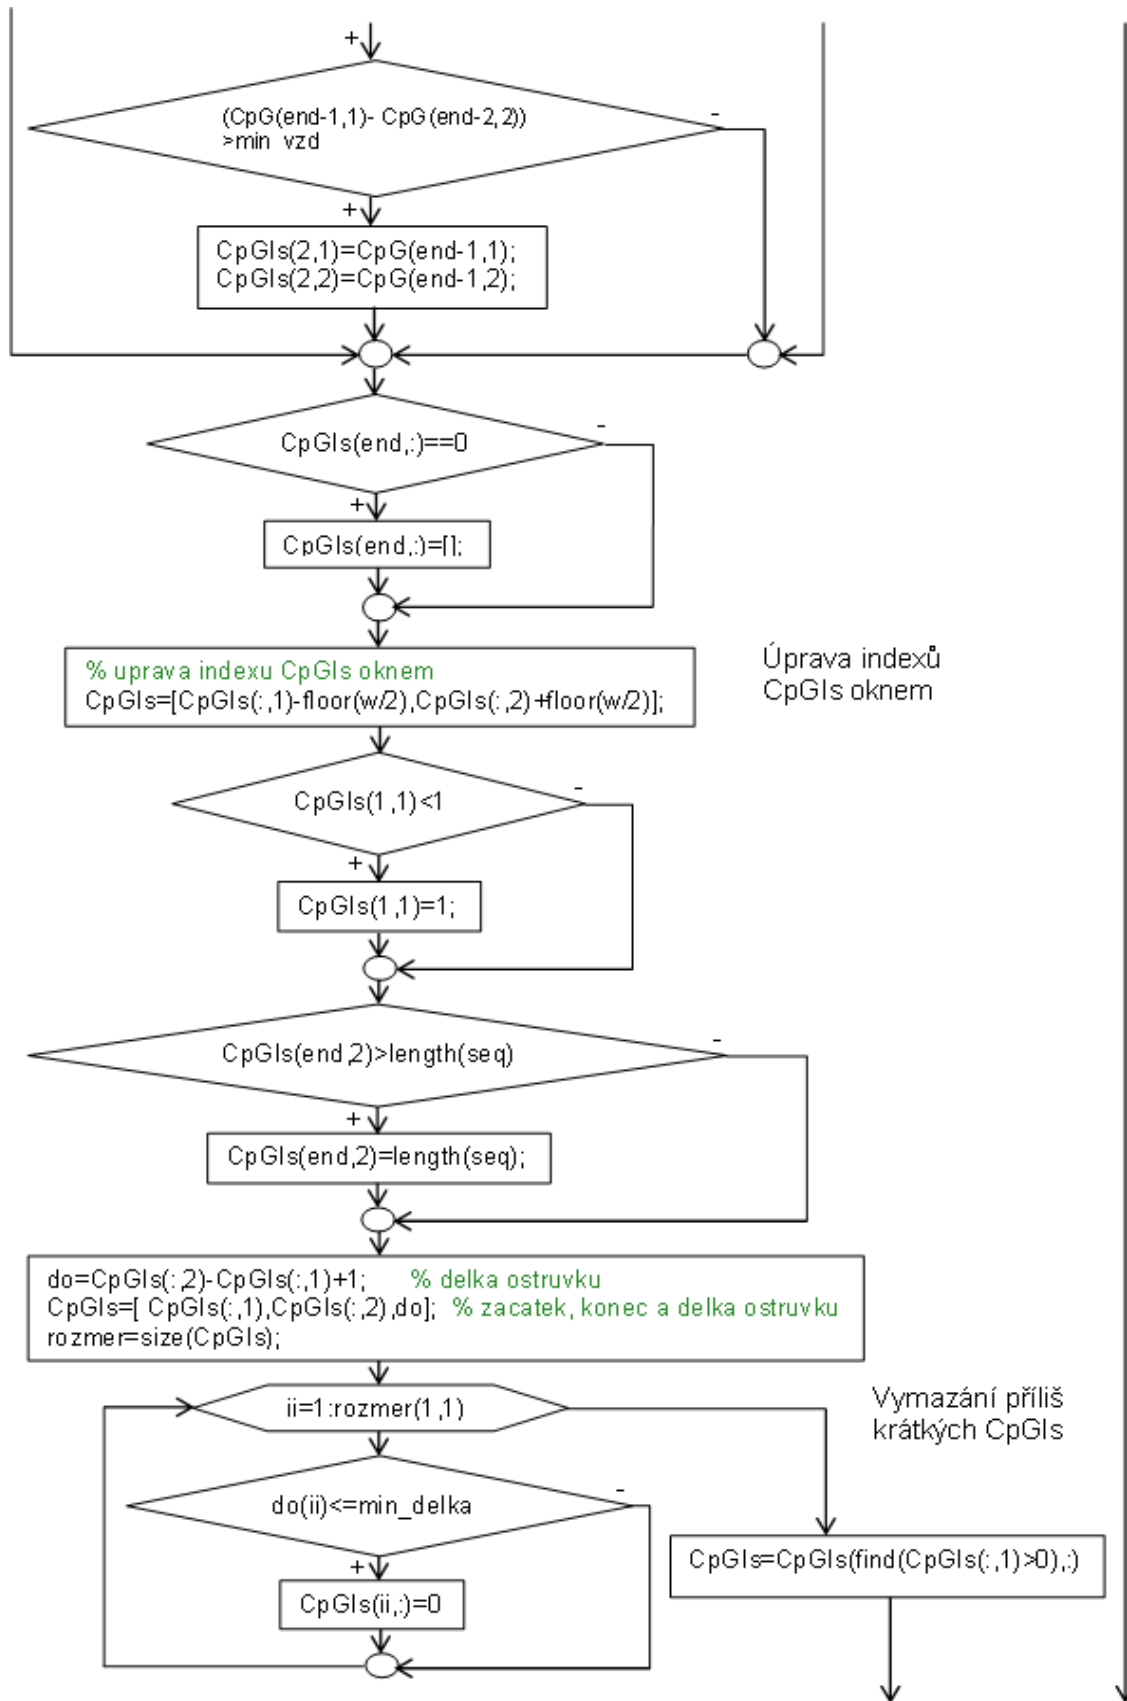 +
(CpG(end-1,1)- CpG(end-2,2))
>min_vzd
-
+
CpGIs(2,1)=CpG(end-1,1);
CpGIs(2,2)=CpG(end-1,2);
CpGIs(end,:)==0
-
+
CpGIs(end,:)=[];
% uprava indexu CpGIs oknem
CpGIs=[CpGIs(:,1)-floor(w/2),CpGIs(:,2)+floor(w/2)];
Úprava indexů
CpGIs oknem
CpGIs(1,1)<1
-
+
CpGIs(1,1)=1;
CpGIs(end,2)>length(seq)
-
+
CpGIs(end,2)=length(seq);
do=CpGIs(:,2)-CpGIs(:,1)+1; % delka ostruvku
CpGIs=[ CpGIs(:,1),CpGIs(:,2),do]; % zacatek, konec a delka ostruvku
rozmer=size(CpGIs);
ii=1:rozmer(1,1)
Vymazání příliš
krátkých CpGIs
do(ii)<=min_delka
-
+
CpGIs(ii,:)=0
CpGIs=CpGIs(find(CpGIs(:,1)>0),:)